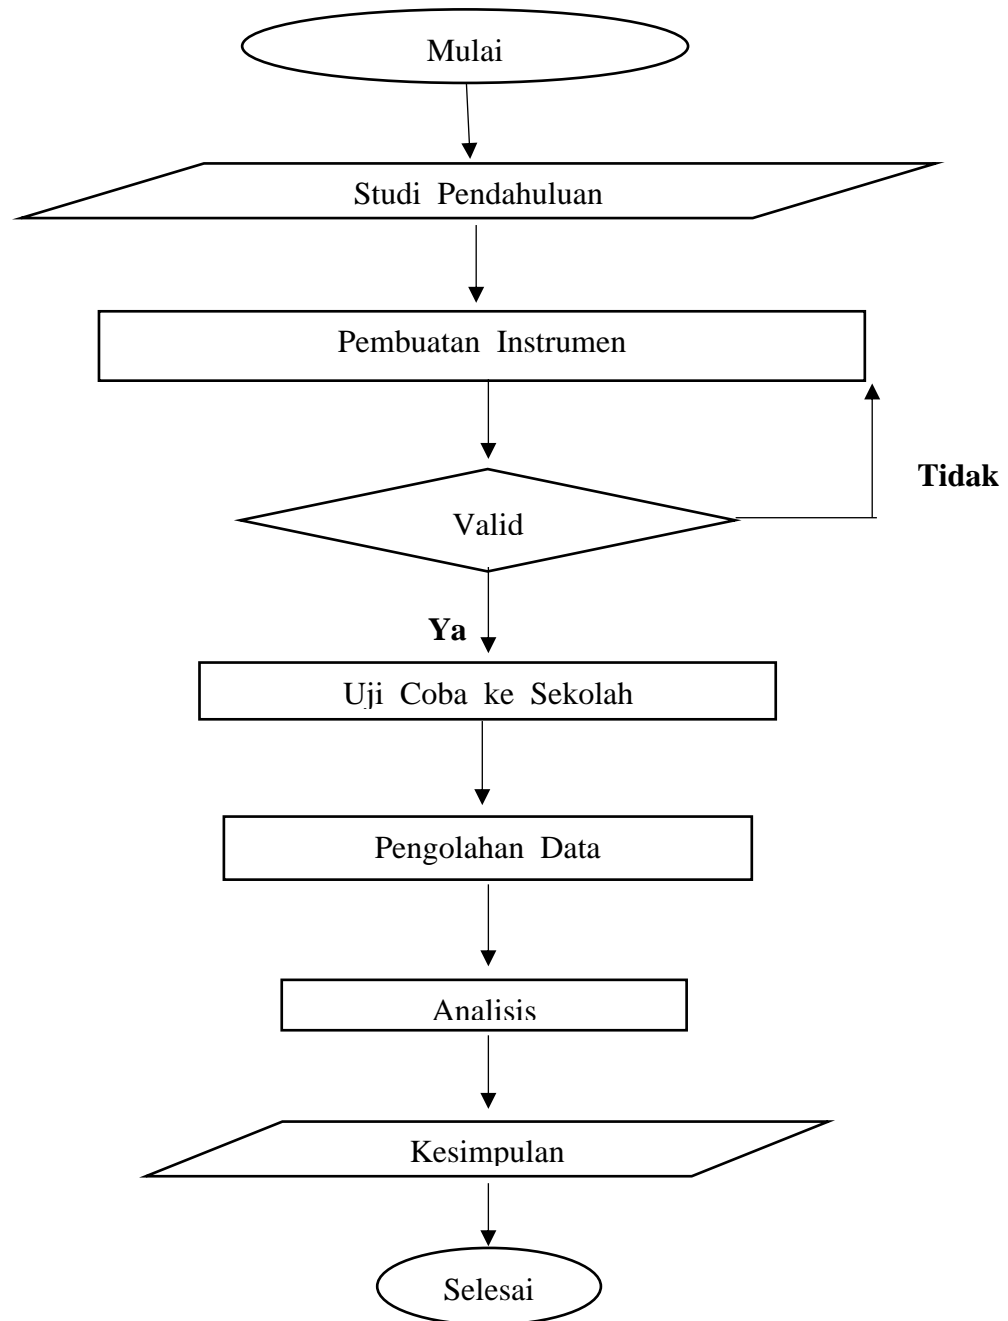 Mulai
Studi Pendahuluan
Pembuatan Instrumen
Tidak
Valid
Ya
Uji Coba ke Sekolah
Pengolahan Data
Analisis
Kesimpulan
Selesai